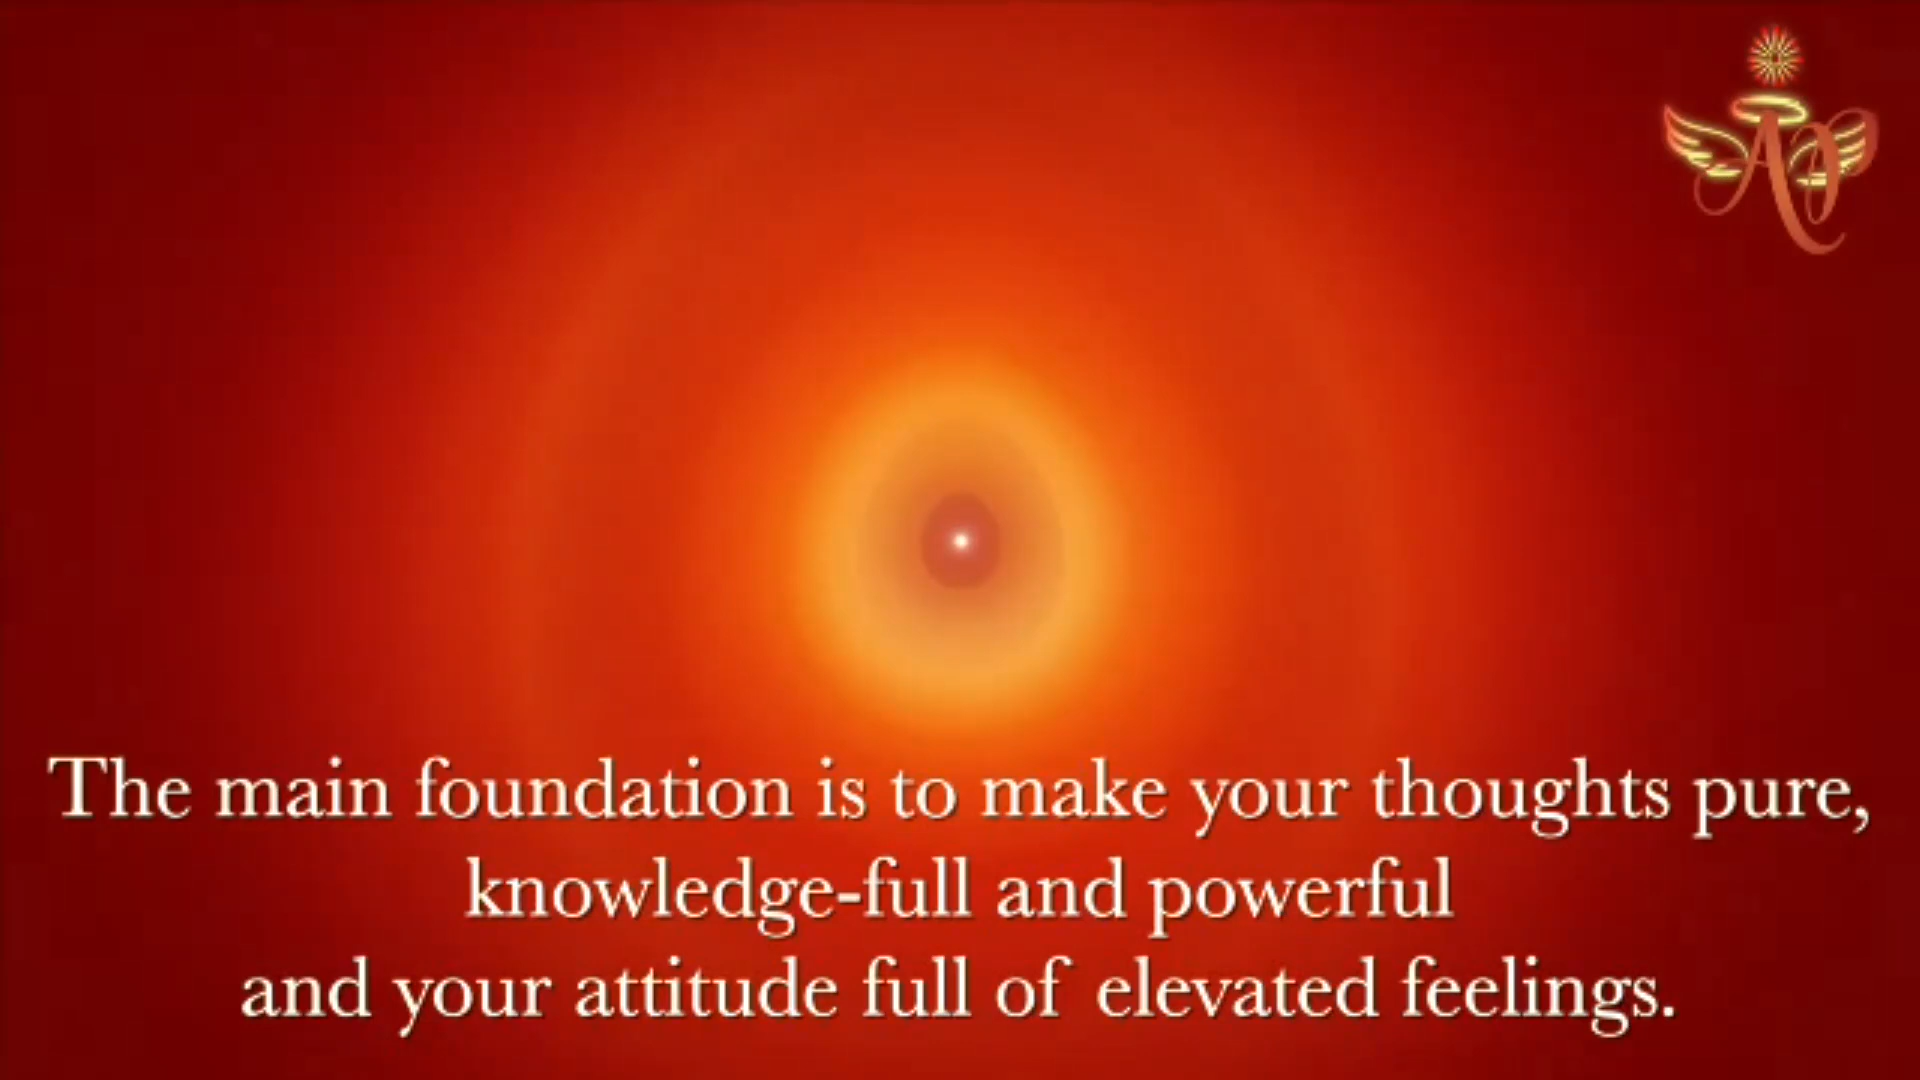 The main foundation is to make your thoughts pure,
knowledge-full and powerful
and your attitude full of elevated feelings.